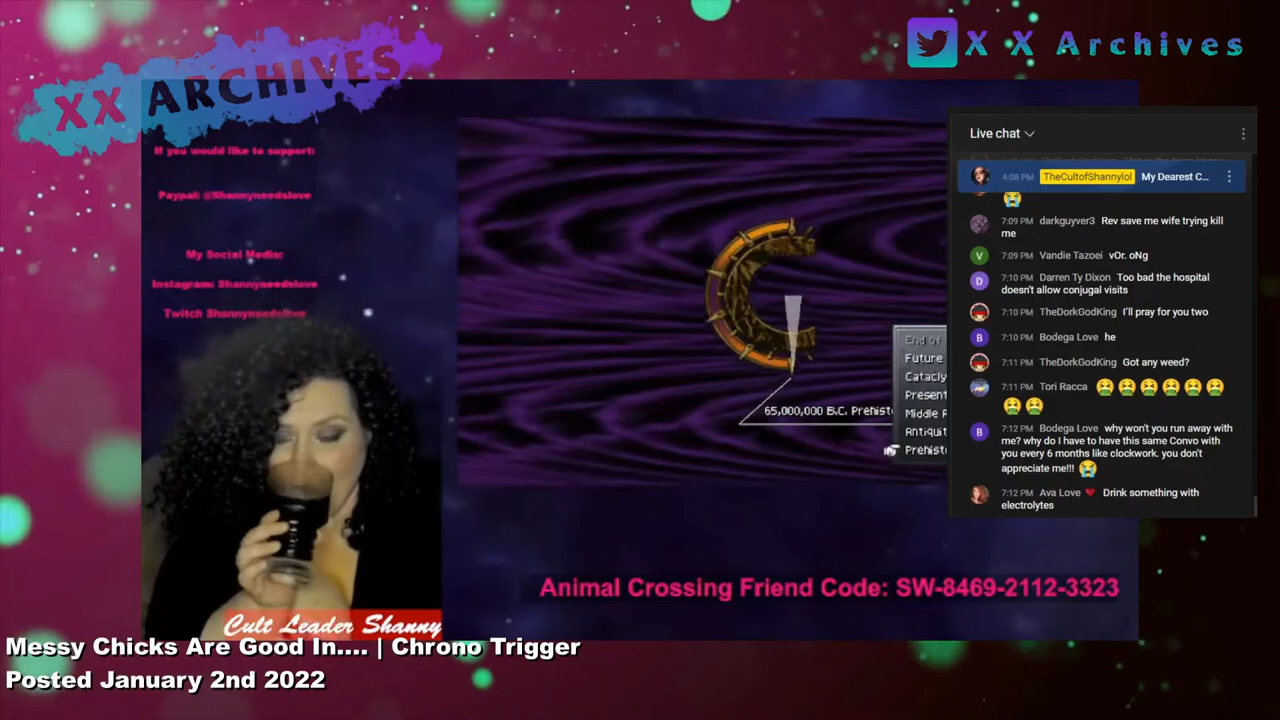 XX ARCHIVES
X X Archives
If you would like to support:
Paypal: @Shannyneedslove
My Social Media:
Instagram: Shannyneedslove
Twitch Shannyneedslove
65,000,000 B.C. Prehist
Future
Present
Middle
Antiquit
Prehist
Live chat
4:08 PM TheCultofShannylol My Dearest C...
7:09 PM darkguyver3 Rev save me wife trying kill
me
V 7:09 PM Vandie Tazoei vOr. oNg
D 7:10 PM Darren Ty Dixon Too bad the hospital
doesn't allow conjugal visits
7:10 PM TheDorkGodKing I'll pray for you two
B 7:10 PM Bodega Love he
7:11 PM TheDorkGodKing Got any weed?
7:11 PM Tori Racca 🤮🤮🤮🤮🤮🤮
🤮🤮
B 7:12 PM Bodega Love why won't you run away with
me? why do I have to have this same Convo with
you every 6 months like clockwork. you don't
appreciate me!!! 😭
7:12 PM Ava Love ♥ Drink something with
electrolytes
Animal Crossing Friend Code: SW-8469-2112-3323
Cult Leader Shanny
Messy Chicks Are Good In.... | Chrono Trigger
Posted January 2nd 2022